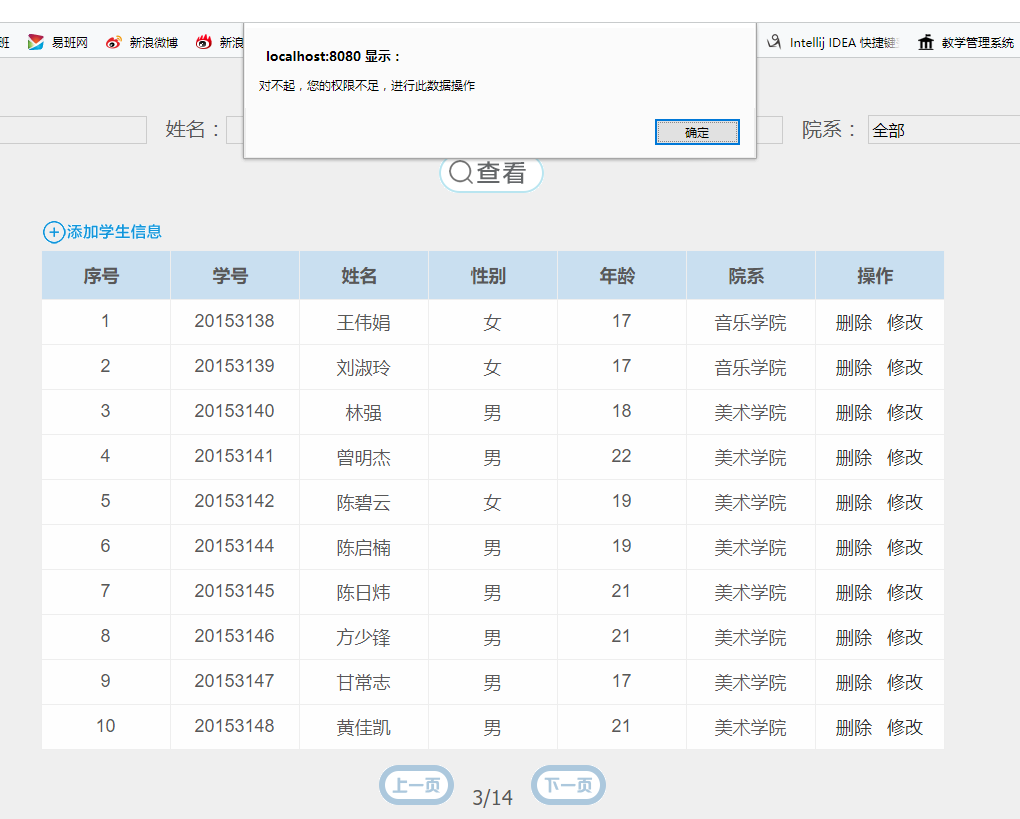 班 易班网 新浪微博 新浪 Intellij IDEA 快捷键 教学管理系统
localhost:8080 显示：
对不起，您的权限不足，进行此数据操作
确定
姓名： 院系： 全部
查看
添加学生信息
序号 学号 姓名 性别 年龄 院系 操作
1 20153138 王伟娟 女 17 音乐学院 删除 修改
2 20153139 刘淑玲 女 17 音乐学院 删除 修改
3 20153140 林强 男 18 美术学院 删除 修改
4 20153141 曾明杰 男 22 美术学院 删除 修改
5 20153142 陈碧云 女 19 美术学院 删除 修改
6 20153144 陈启楠 男 19 美术学院 删除 修改
7 20153145 陈日炜 男 21 美术学院 删除 修改
8 20153146 方少锋 男 21 美术学院 删除 修改
9 20153147 甘常志 男 17 美术学院 删除 修改
10 20153148 黄佳凯 男 21 美术学院 删除 修改
上一页 3/14 下一页